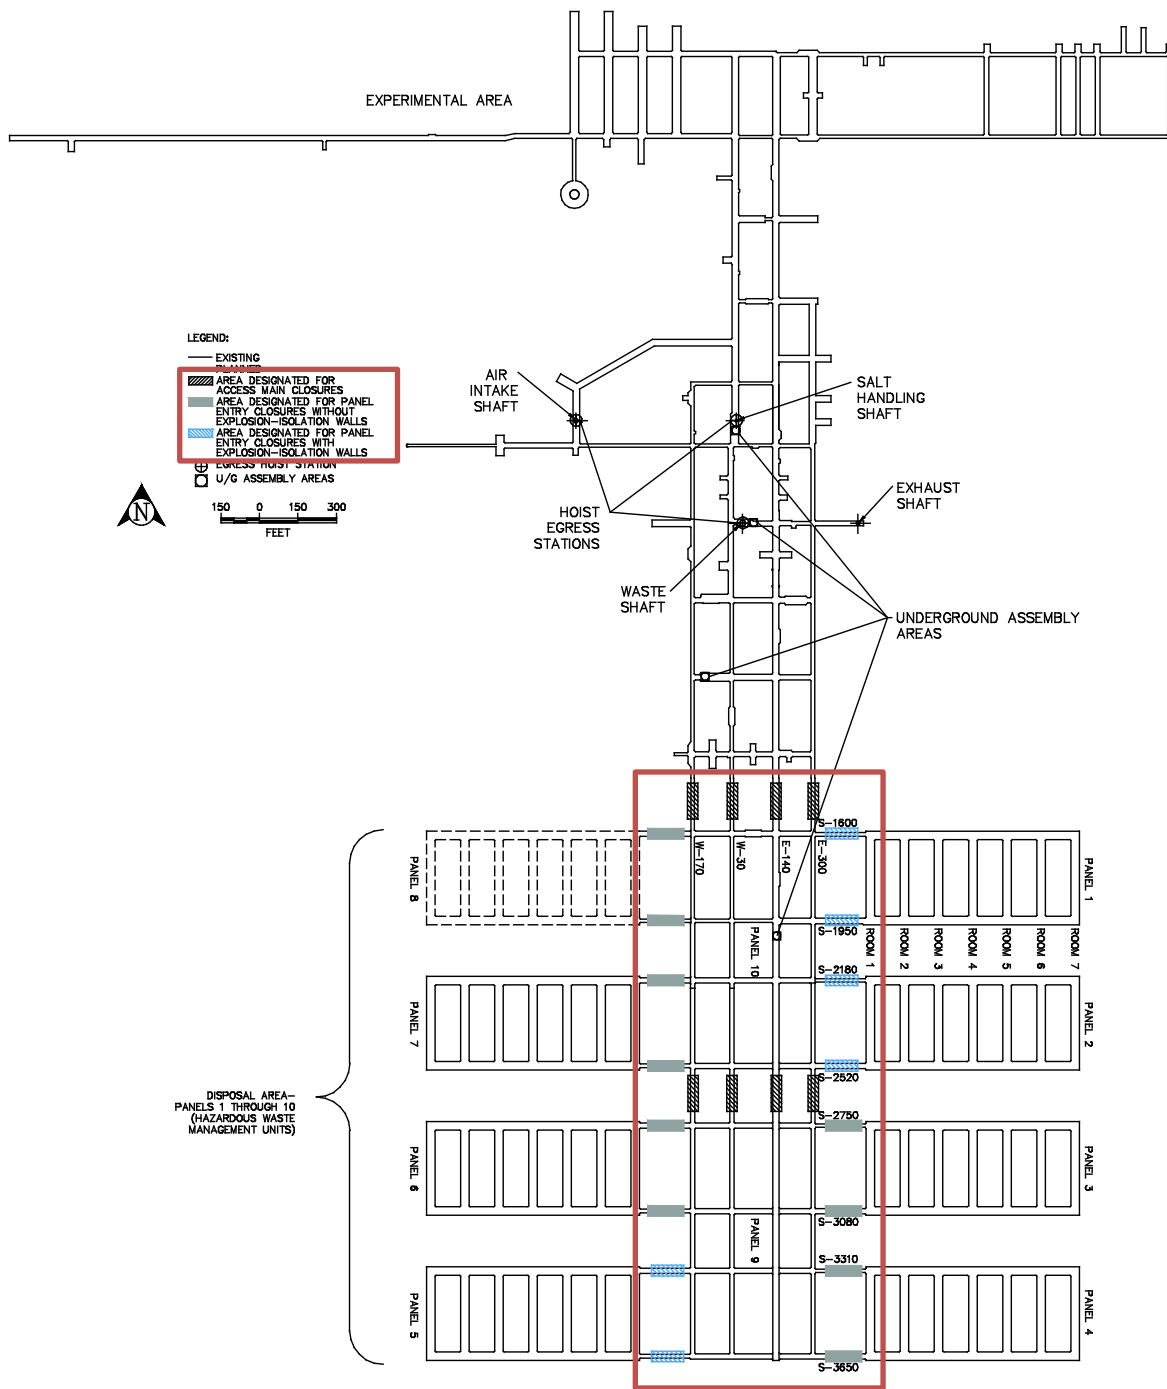 EXPERIMENTAL AREA
LEGEND:
EXISTING
PLANNED
AREA DESIGNATED FOR
ACCESS MAIN CLOSURES
AREA DESIGNATED FOR PANEL
ENTRY CLOSURES WITHOUT
EXPLOSION-ISOLATION WALLS
AREA DESIGNATED FOR PANEL
ENTRY CLOSURES WITH
EXPLOSION-ISOLATION WALLS
EGRESS HOIST STATION
U/G ASSEMBLY AREAS
N
150 0 150 300
FEET
AIR
INTAKE
SHAFT
SALT
HANDLING
SHAFT
HOIST
EGRESS
STATIONS
EXHAUST
SHAFT
WASTE
SHAFT
UNDERGROUND ASSEMBLY
AREAS
S-1600
W-170
W-30
E-140
E-300
PANEL 8
PANEL 1
S-1950
PANEL 10
ROOM 1
ROOM 2
ROOM 3
ROOM 4
ROOM 5
ROOM 6
ROOM 7
S-2180
PANEL 7
PANEL 2
S-2520
DISPOSAL AREA-
PANELS 1 THROUGH 10
(HAZARDOUS WASTE
MANAGEMENT UNITS)
S-2750
PANEL 6
PANEL 3
S-3080
PANEL 9
S-3310
PANEL 5
PANEL 4
S-3650